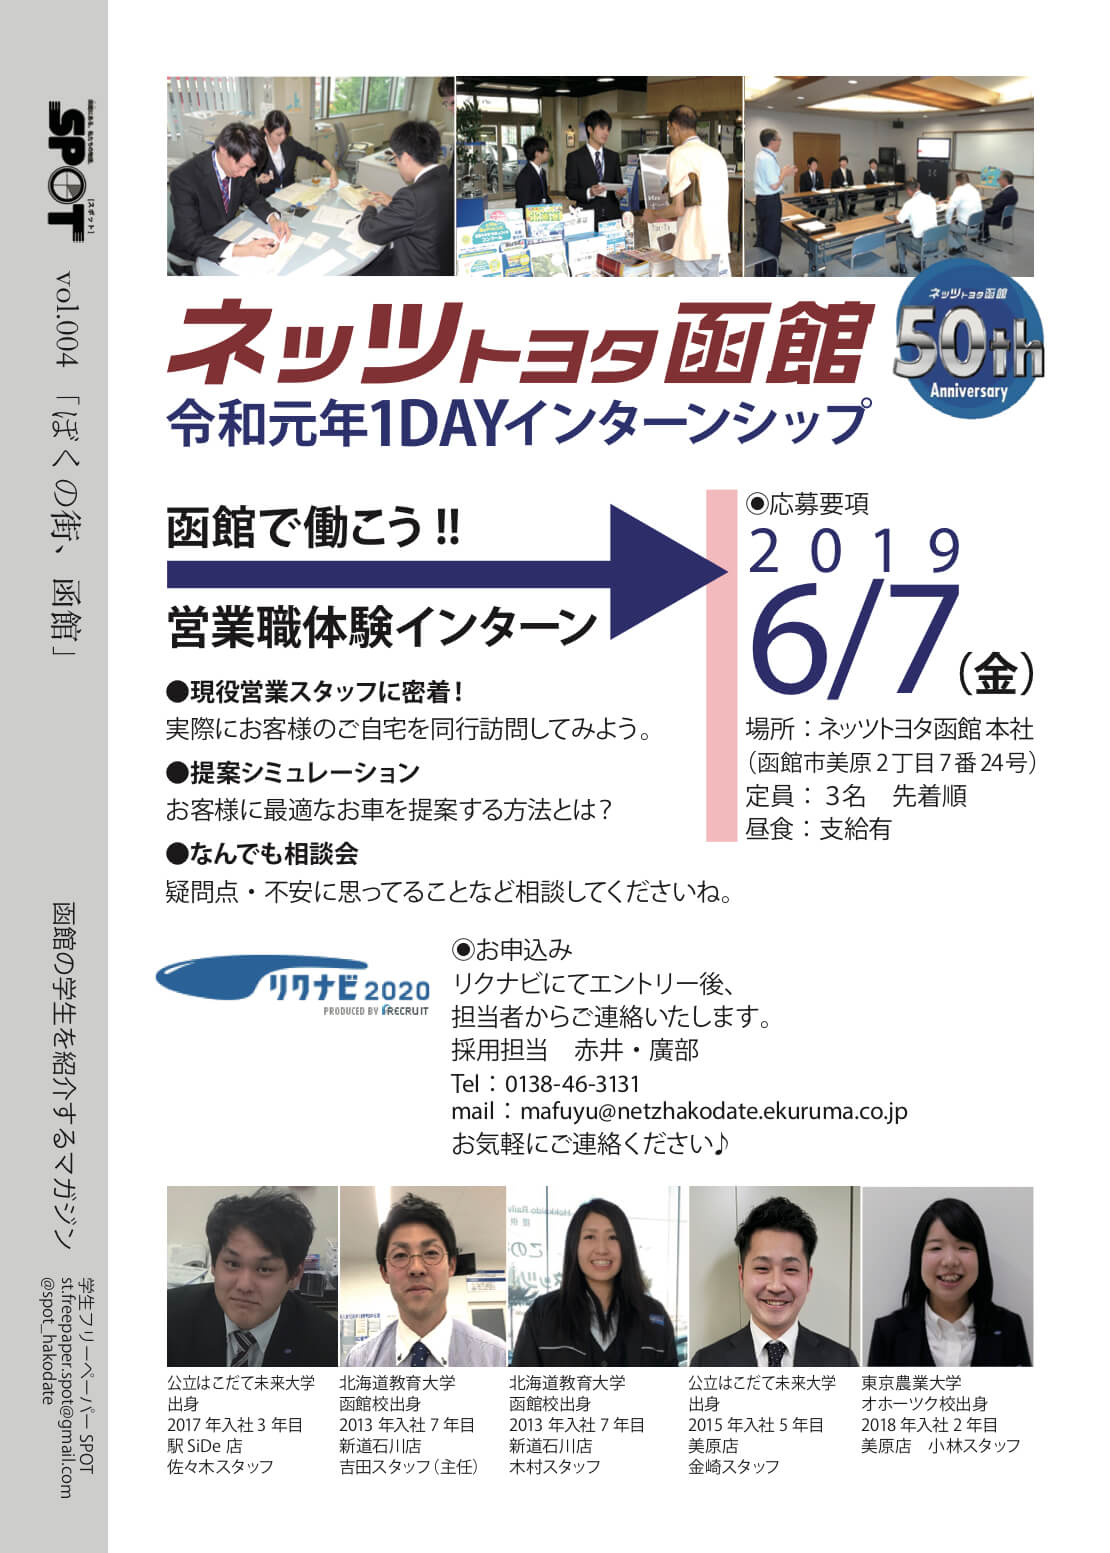 SPOT
[スポット]
vol.004 「ぼくの街、函館」
函館の学生を紹介するマガジン
学生フリーペーパー SPOT
st.freepaper.spot@gmail.com
@spot_hakodate
ネッツトヨタ函館
ネッツトヨタ函館
50th
Anniversary
令和元年1DAYインターンシップ
函館で働こう!!
営業職体験インターン
●現役営業スタッフに密着!
実際にお客様のご自宅を同行訪問してみよう。
●提案シミュレーション
お客様に最適なお車を提案する方法とは?
●なんでも相談会
疑問点・不安に思ってることなど相談してくださいね。
◉応募要項
2019
6/7(金)
場所:ネッツトヨタ函館 本社
(函館市美原2丁目7番24号)
定員:3名 先着順
昼食:支給有
リクナビ2020
PRODUCED BY RECRUIT
◉お申込み
リクナビにてエントリー後、
担当者からご連絡いたします。
採用担当 赤井・廣部
Tel:0138-46-3131
mail:mafuyu@netzhakodate.ekuruma.co.jp
お気軽にご連絡ください♪
公立はこだて未来大学
出身
2017年入社3年目
駅SiDe店
佐々木スタッフ
北海道教育大学
函館校出身
2013年入社7年目
新道石川店
吉田スタッフ(主任)
北海道教育大学
函館校出身
2013年入社7年目
新道石川店
木村スタッフ
公立はこだて未来大学
出身
2015年入社5年目
美原店
金崎スタッフ
東京農業大学
オホーツク校出身
2018年入社2年目
美原店 小林スタッフ